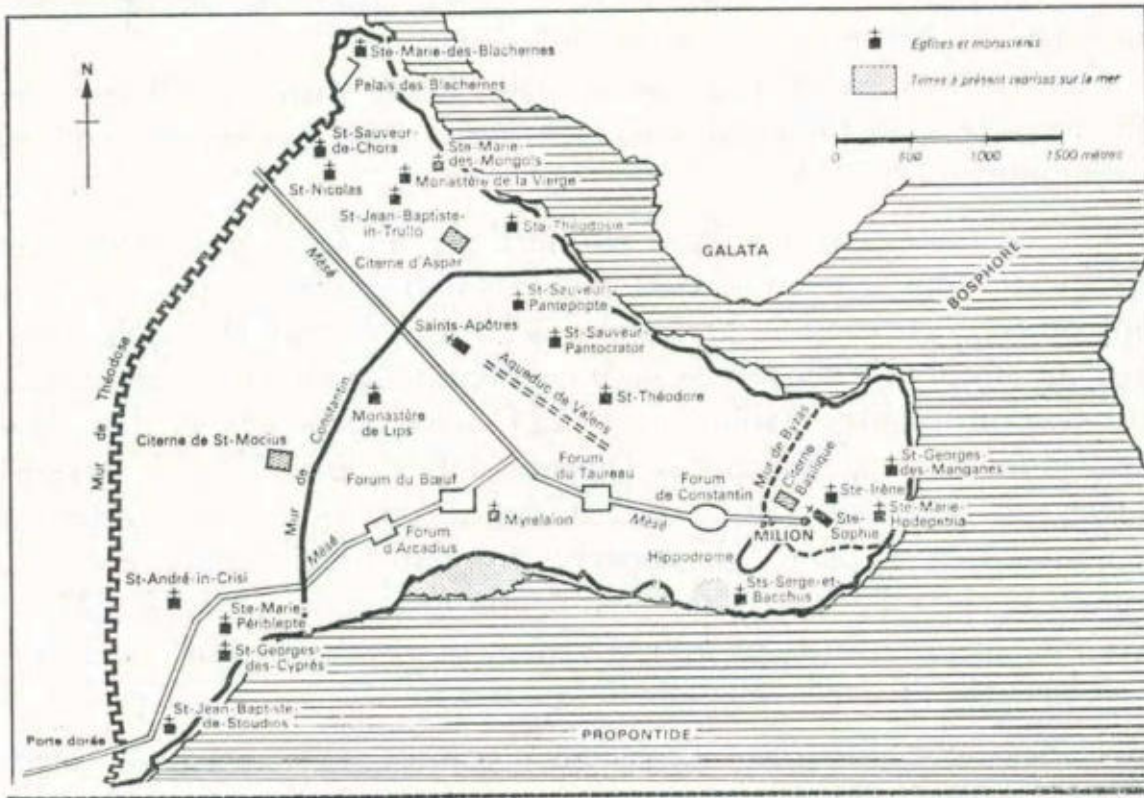 N
Ste-Marie-des-Blachernes
Palais des Blachernes
Eglises et monastères
Terres à présent reprises sur la mer
0 500 1000 1500 mètres
St-Sauveur-
de-Chora
Ste-Marie
des-Mongols
St-Nicolas
Monastère de la Vierge
St-Jean-Baptiste-
in-Trullo
Ste-Théodosie
Citerne d'Aspar
GALATA
BOSPHORE
Mésé
St-Sauveur
Pantepopte
Saints-Apôtres
St-Sauveur
Pantocrator
Mur de Théodose
Aqueduc de Valens
St-Théodore
Monastère
de Lips
Mur de Constantin
Citerne de St-Mocius
Forum du Bœuf
Forum
du Taureau
Forum
de Constantin
Mur de Byzas
Citerne
Basilique
St-Georges-
des-Manganes
Ste-Irène
Ste-Marie-
Hodegitria
Ste-
Sophie
MILION
Myrelaion
Mésé
Mésé
Forum
d'Arcadius
Hippodrome
Sts-Serge-et-
Bacchus
St-André-in-Crisi
Ste-Marie
Périblepte
St-Georges-
des-Cyprès
St-Jean-Baptiste-
de-Stoudios
Porte dorée
PROPONTIDE